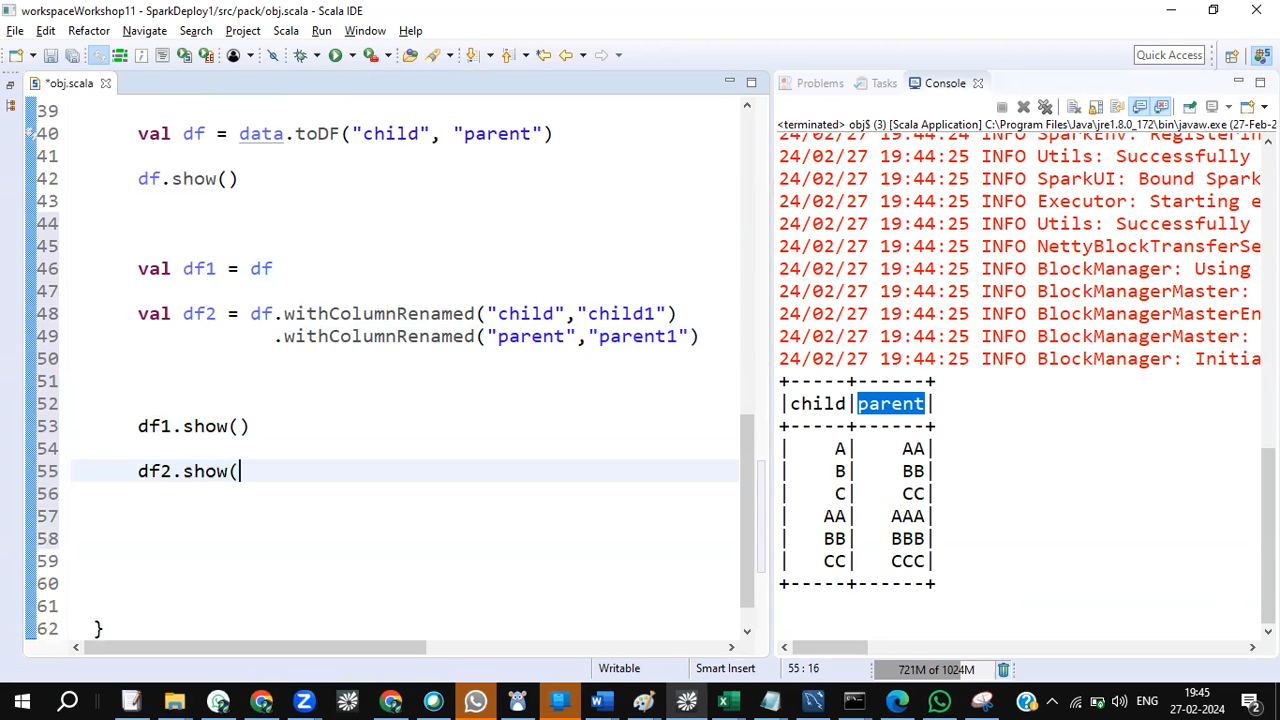 workspaceWorkshop11 - SparkDeploy1/src/pack/obj.scala - Scala IDE
File Edit Refactor Navigate Search Project Scala Run Window Help
Quick Access
*obj.scala
39
40 val df = data.toDF("child", "parent")
41
42 df.show()
43
44
45
46 val df1 = df
47
48 val df2 = df.withColumnRenamed("child","child1")
49 .withColumnRenamed("parent","parent1")
50
51
52
53 df1.show()
54
55 df2.show(
56
57
58
59
60
61
62 }
Problems Tasks Console
<terminated> obj$ (3) [Scala Application] C:\Program Files\Java\jre1.8.0_172\bin\javaw.exe (27-Feb-2
24/02/27 19:44:24 INFO SparkEnv: Registerin
24/02/27 19:44:25 INFO Utils: Successfully
24/02/27 19:44:25 INFO SparkUI: Bound Spark
24/02/27 19:44:25 INFO Executor: Starting e
24/02/27 19:44:25 INFO Utils: Successfully
24/02/27 19:44:25 INFO NettyBlockTransferSe
24/02/27 19:44:25 INFO BlockManager: Using
24/02/27 19:44:25 INFO BlockManagerMaster:
24/02/27 19:44:25 INFO BlockManagerMasterEn
24/02/27 19:44:25 INFO BlockManagerMaster:
24/02/27 19:44:25 INFO BlockManager: Initia
+-----+------+
|child|parent|
+-----+------+
| A| AA|
| B| BB|
| C| CC|
| AA| AAA|
| BB| BBB|
| CC| CCC|
+-----+------+
Writable Smart Insert 55 : 16 721M of 1024M
ENG 19:45
27-02-2024
2